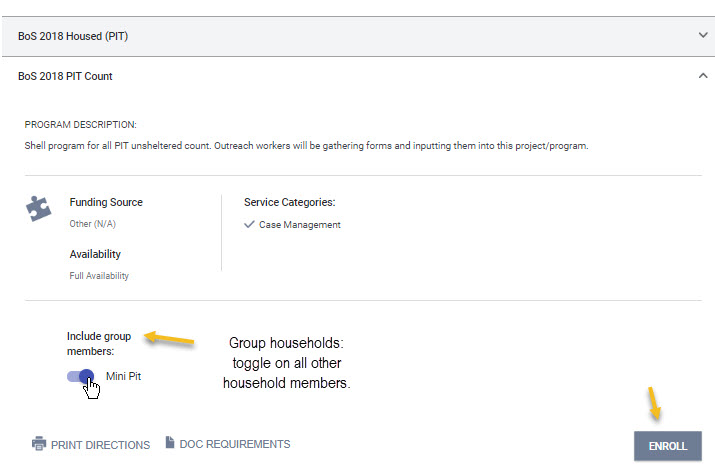 BoS 2018 Housed (PIT)
BoS 2018 PIT Count
PROGRAM DESCRIPTION:
Shell program for all PIT unsheltered count. Outreach workers will be gathering forms and inputting them into this project/program.
Funding Source
Other (N/A)
Availability
Full Availability
Service Categories:
Case Management
Include group
members:
Mini Pit
Group households:
toggle on all other
household members.
PRINT DIRECTIONS
DOC REQUIREMENTS
ENROLL